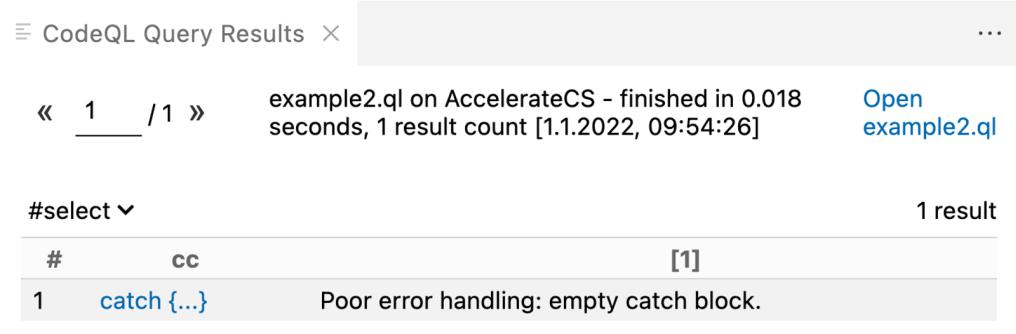 CodeQL Query Results
« 1 / 1 »
example2.ql on AccelerateCS - finished in 0.018
seconds, 1 result count [1.1.2022, 09:54:26]
Open
example2.ql
#select
1 result
# cc [1]
1 catch {...} Poor error handling: empty catch block.